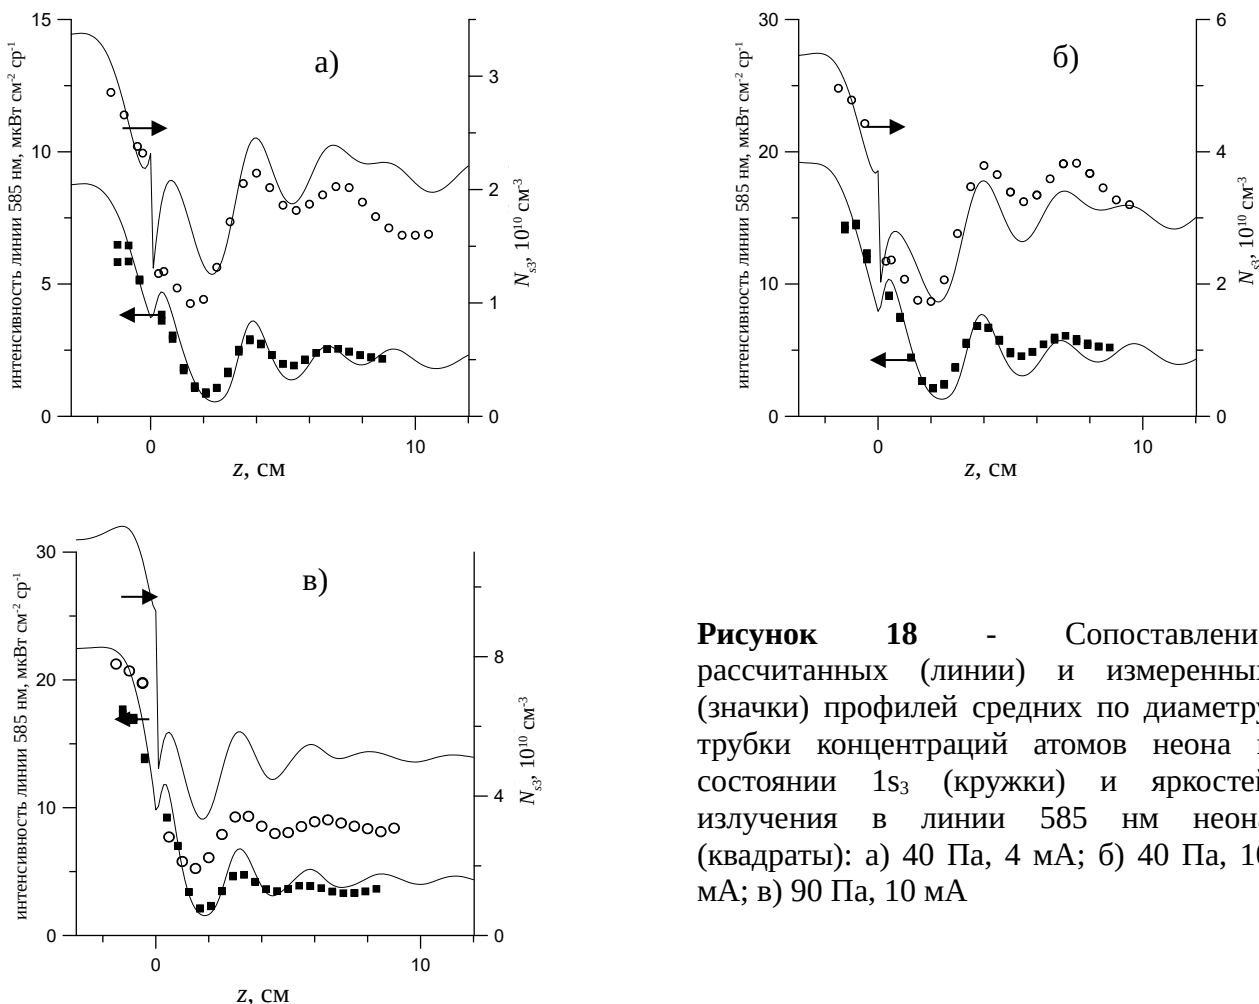 15
10
5
0
интенсивность линии 585 нм, мкВт см-2 ср-1
а)
3
2
1
0
Ns3, 1010 см-3
0
10
z, см
30
20
10
0
интенсивность линии 585 нм, мкВт см-2 ср-1
б)
6
4
2
0
Ns3, 1010 см-3
0
10
z, см
30
20
10
0
интенсивность линии 585 нм, мкВт см-2 ср-1
в)
8
4
0
Ns3, 1010 см-3
0
10
z, см
Рисунок 18 - Сопоставлени
рассчитанных (линии) и измеренных
(значки) профилей средних по диаметру
трубки концентраций атомов неона
состоянии 1s3 (кружки) и яркостей
излучения в линии 585 нм неона
(квадраты): а) 40 Па, 4 мА; б) 40 Па, 10
мА; в) 90 Па, 10 мА